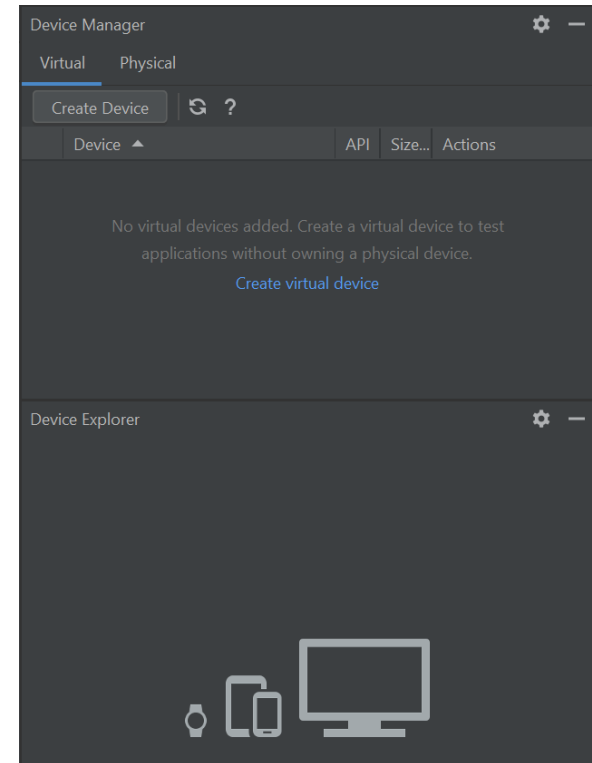 Device Manager
Virtual Physical
Create Device ?
Device API Size... Actions
No virtual devices added. Create a virtual device to test
applications without owning a physical device.
Create virtual device
Device Explorer